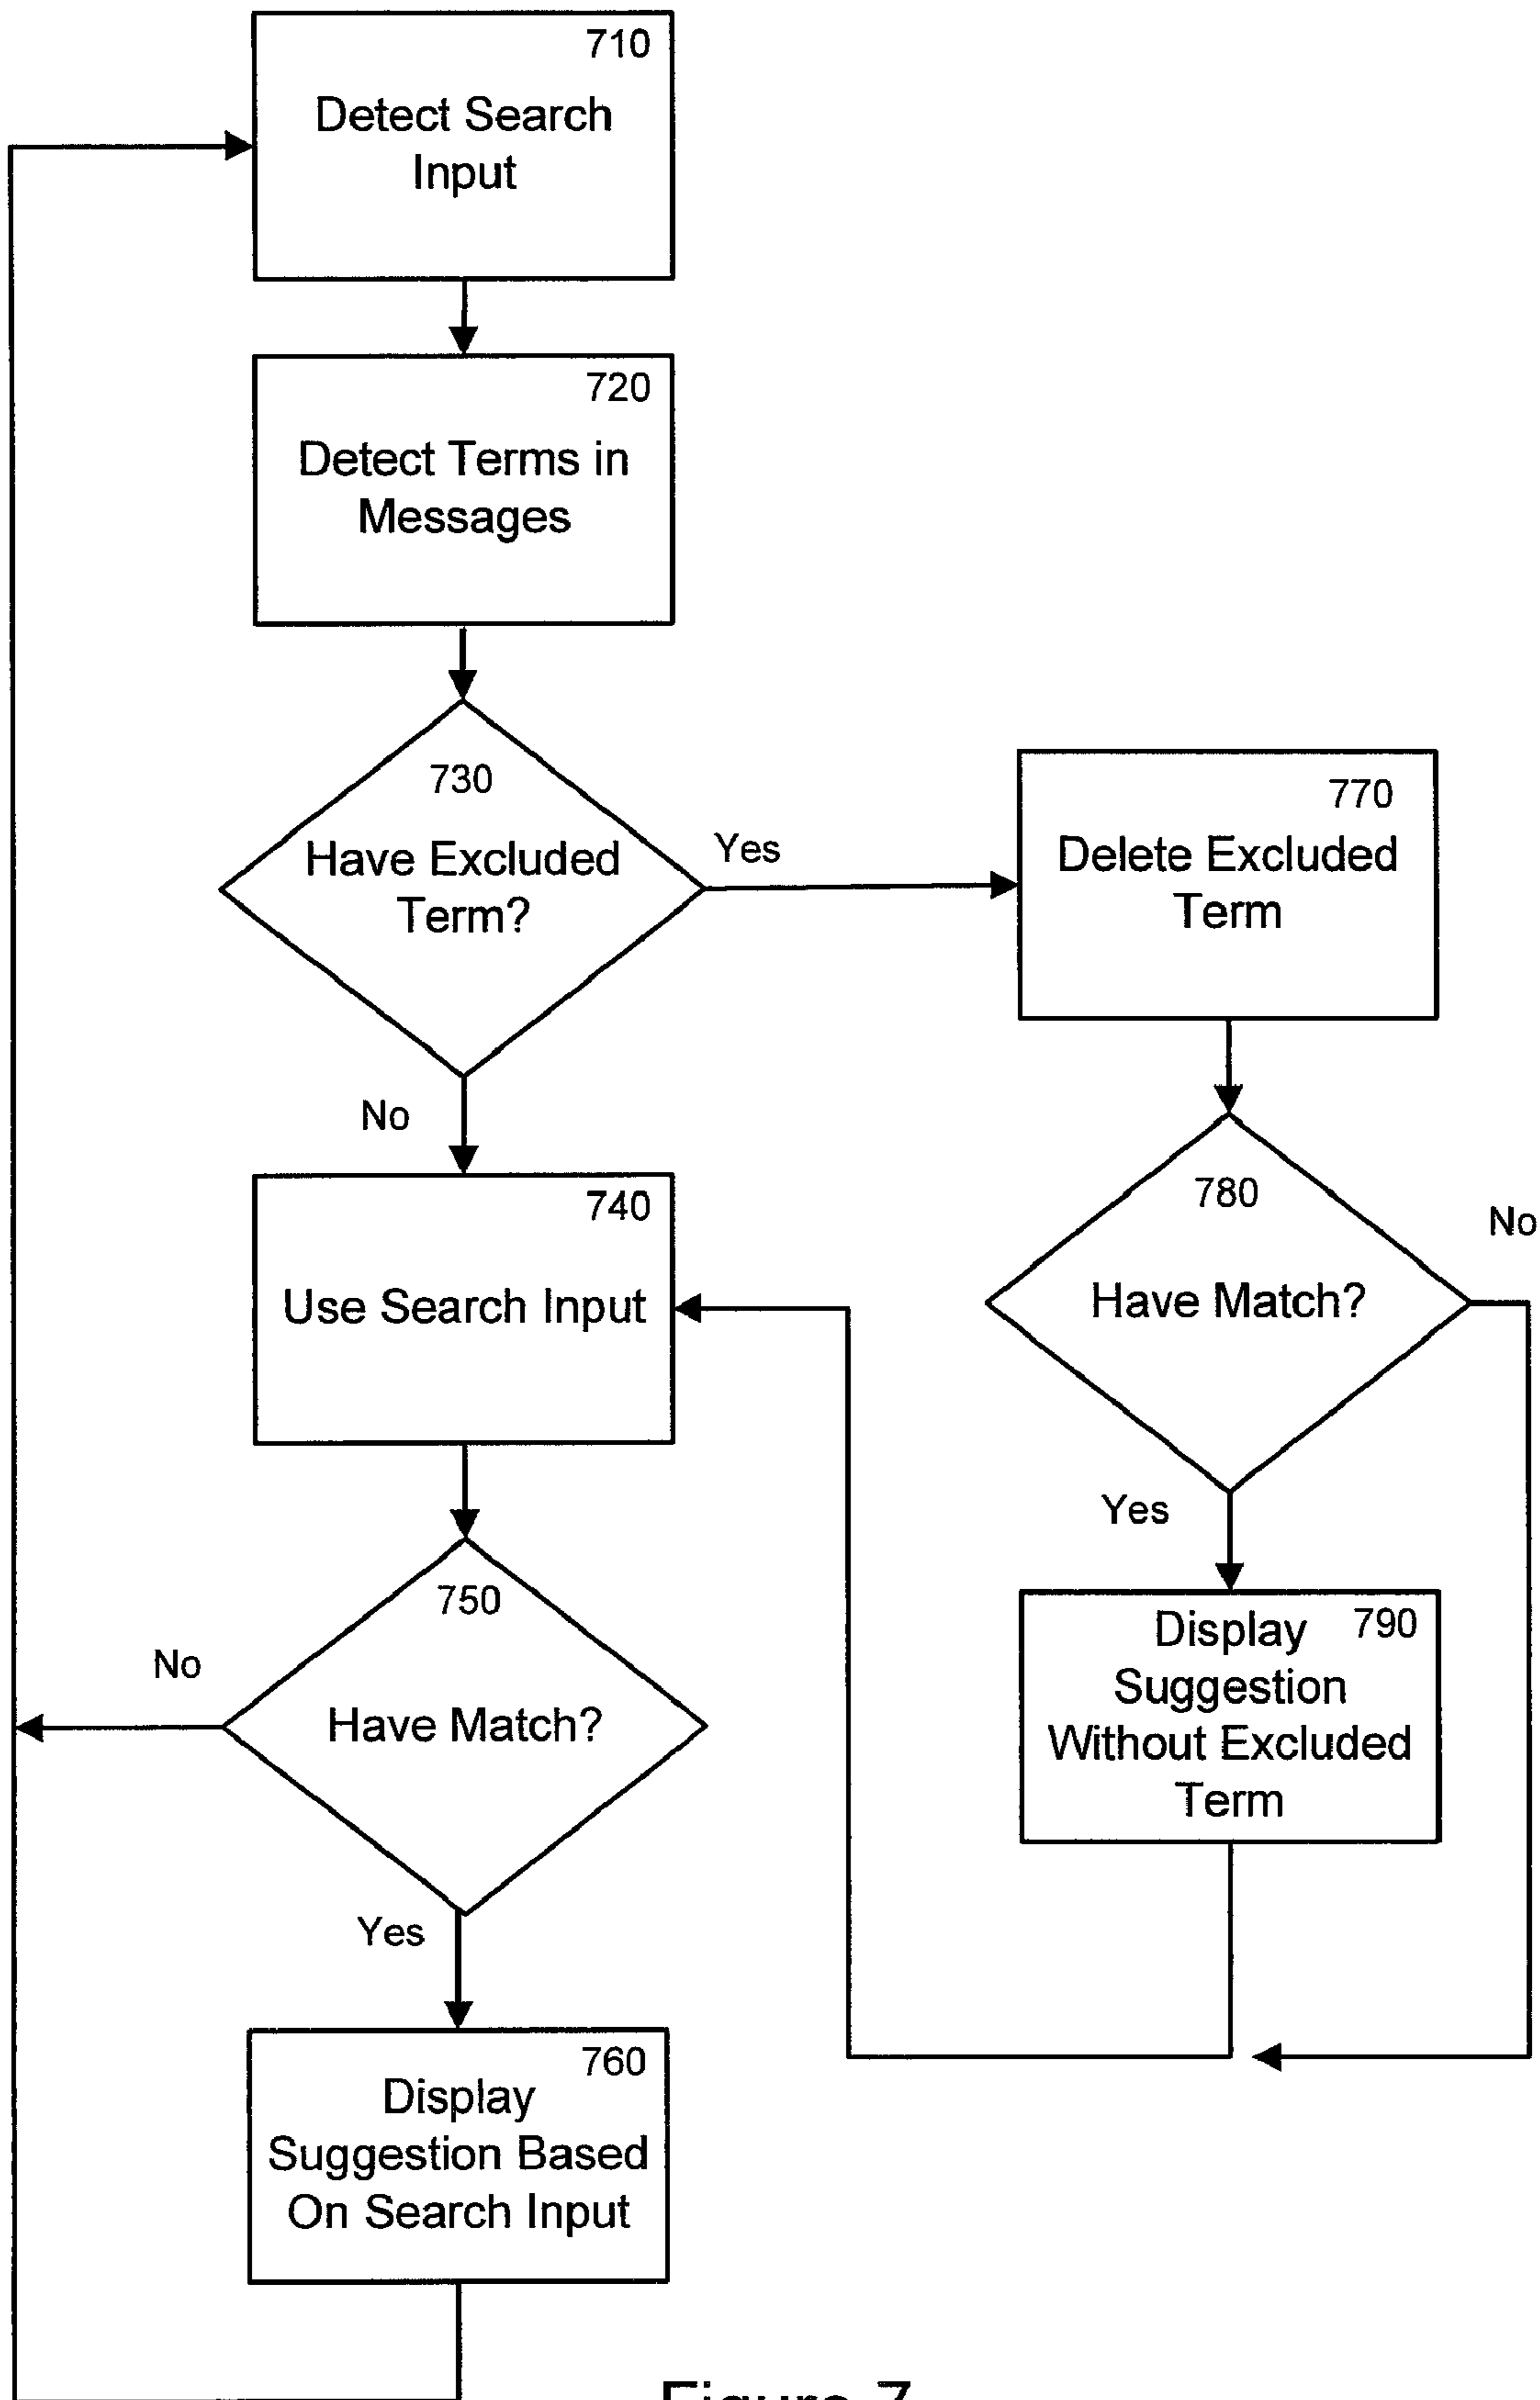 710
Detect Search
Input
720
Detect Terms in
Messages
730
Have Excluded
Term?
Yes
No
770
Delete Excluded
Term
740
Use Search Input
780
Have Match?
No
Yes
750
Have Match?
No
Yes
790
Display
Suggestion
Without Excluded
Term
760
Display
Suggestion Based
On Search Input
Figure 7